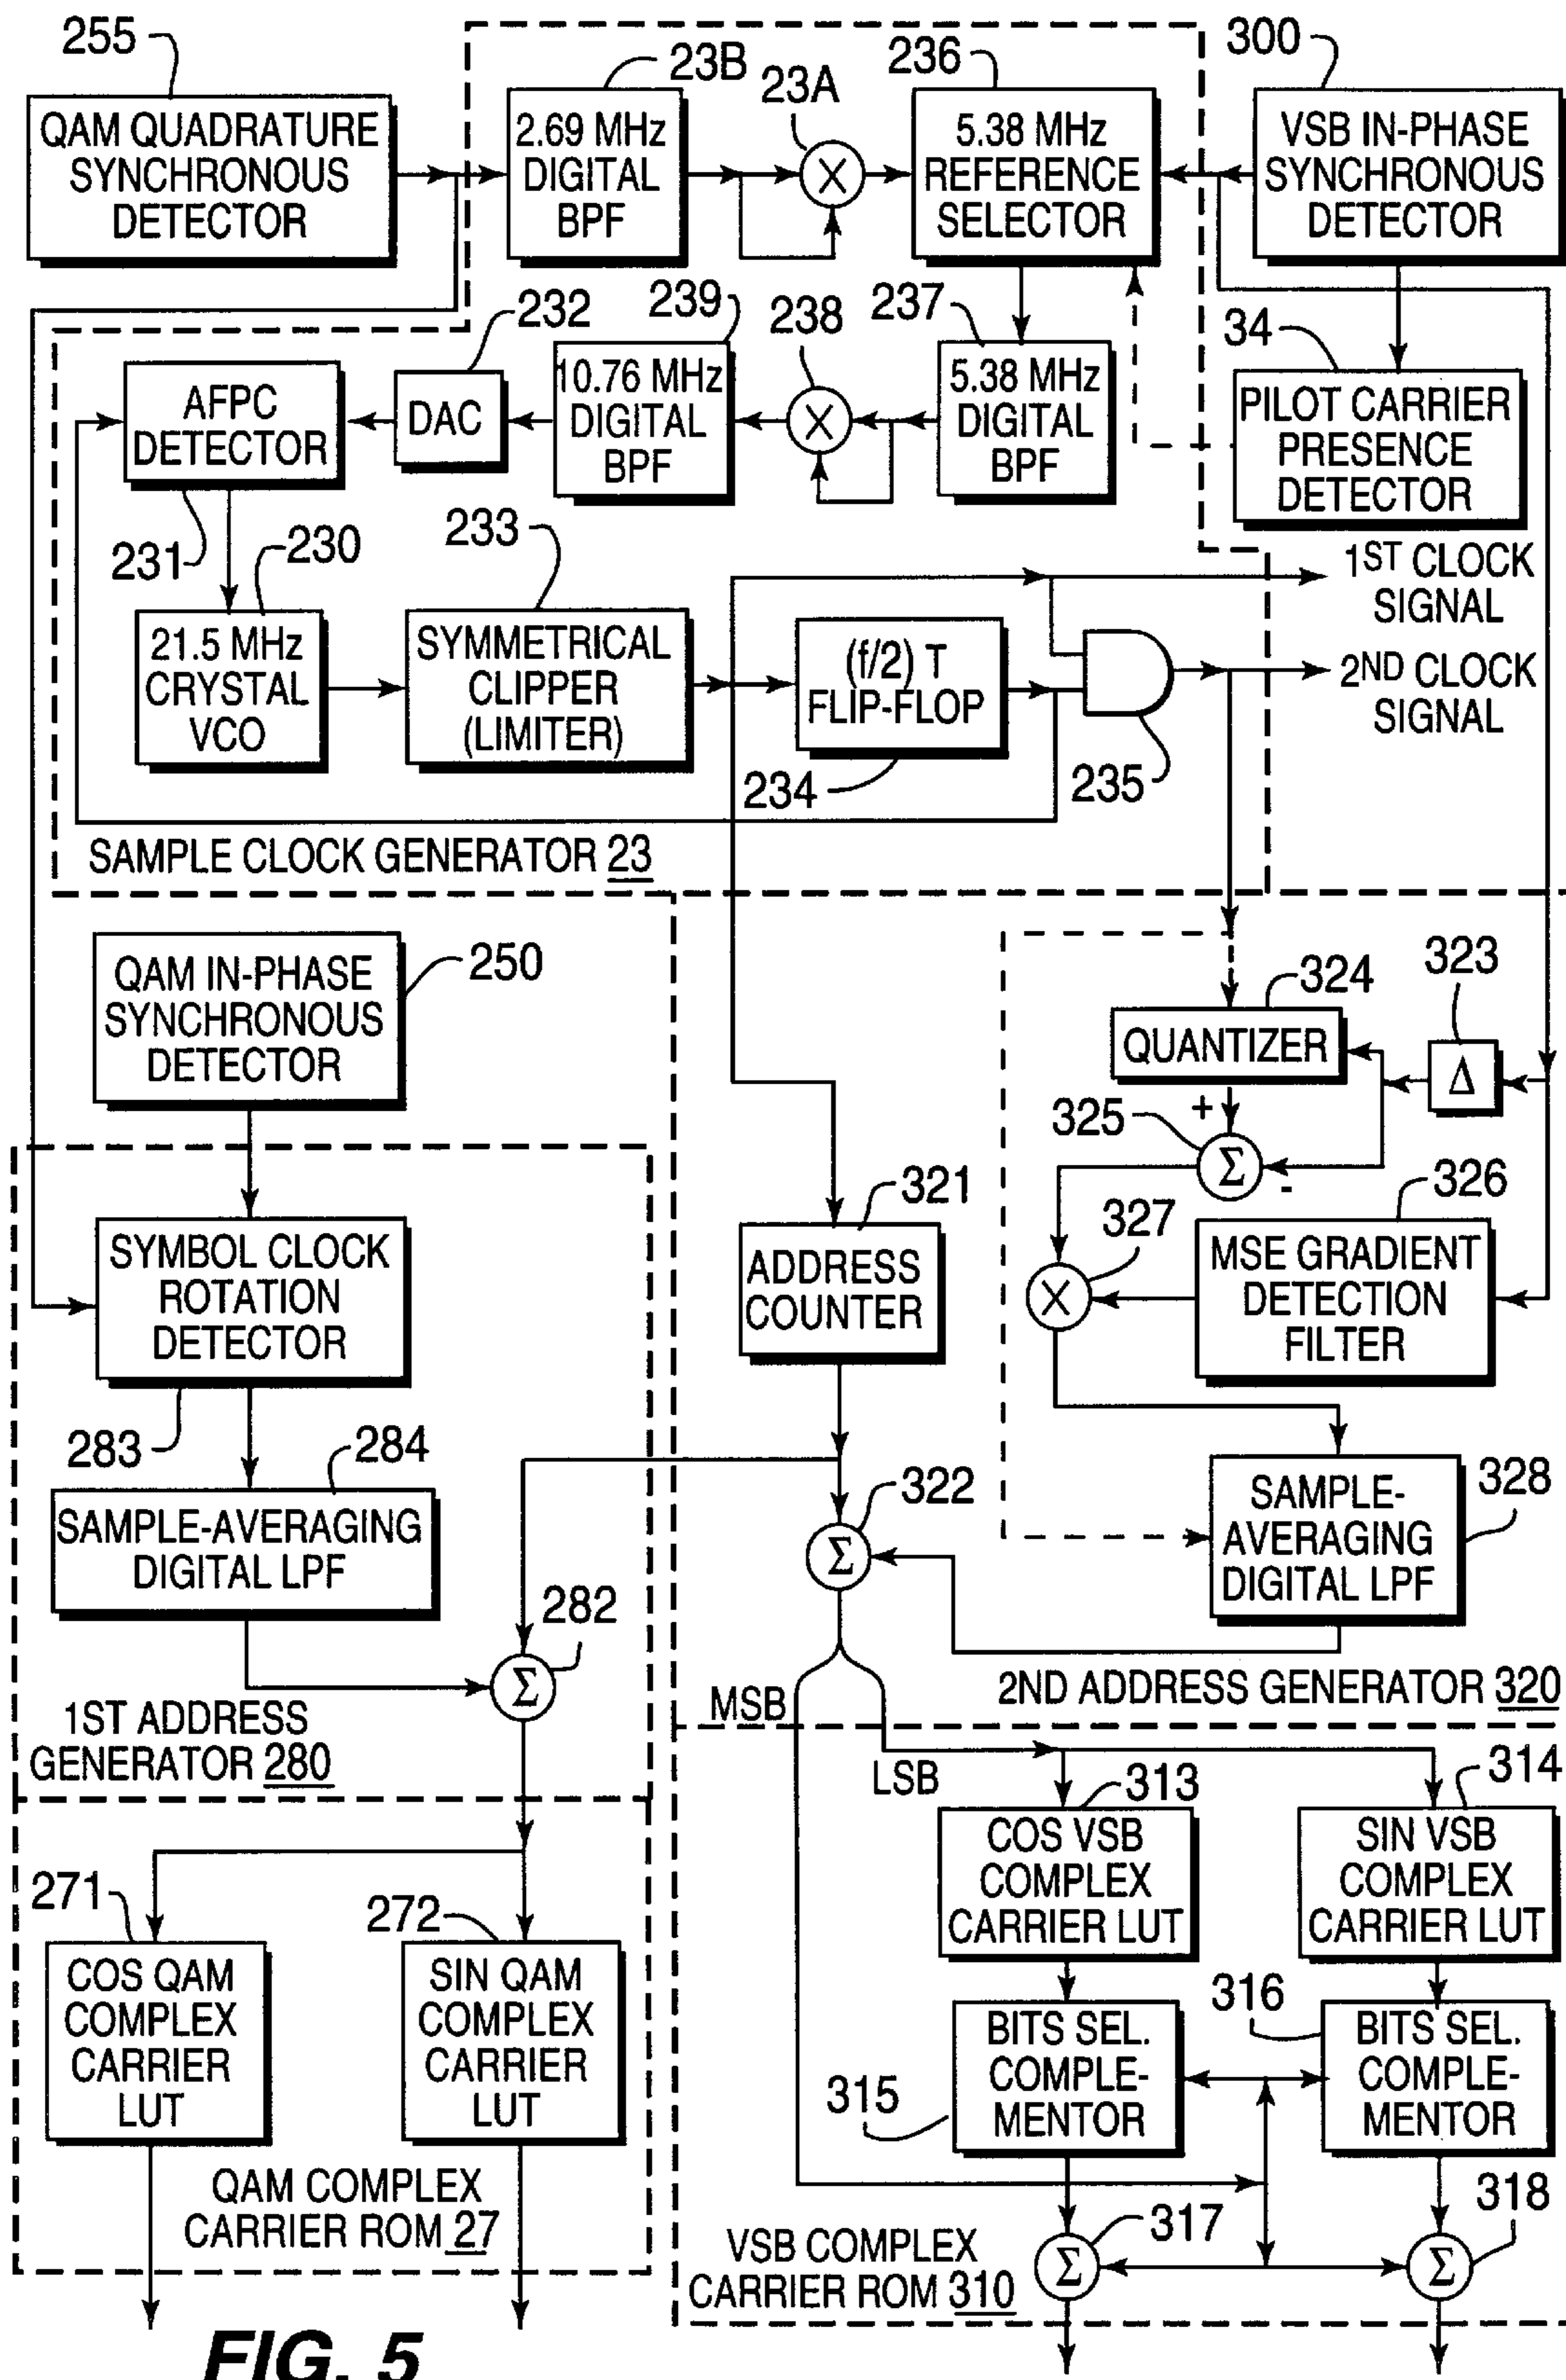 255
23B
23A
236
300
QAM QUADRATURE
SYNCHRONOUS
DETECTOR
2.69 MHz
DIGITAL
BPF
X
5.38 MHz
REFERENCE
SELECTOR
VSB IN-PHASE
SYNCHRONOUS
DETECTOR
232
239
238
237
34
AFPC
DETECTOR
DAC
10.76 MHz
DIGITAL
BPF
X
5.38 MHz
DIGITAL
BPF
PILOT CARRIER
PRESENCE
DETECTOR
231
230
233
1ST CLOCK
SIGNAL
21.5 MHz
CRYSTAL
VCO
SYMMETRICAL
CLIPPER
(LIMITER)
(f/2) T
FLIP-FLOP
2ND CLOCK
SIGNAL
234
235
SAMPLE CLOCK GENERATOR 23
QAM IN-PHASE
SYNCHRONOUS
DETECTOR
250
324
323
QUANTIZER
Δ
325
+
Σ
-
321
327
326
SYMBOL CLOCK
ROTATION
DETECTOR
ADDRESS
COUNTER
X
MSE GRADIENT
DETECTION
FILTER
283
284
322
328
SAMPLE-AVERAGING
DIGITAL LPF
Σ
SAMPLE-
AVERAGING
DIGITAL LPF
282
Σ
1ST ADDRESS
GENERATOR 280
MSB
2ND ADDRESS GENERATOR 320
LSB
313
314
271
272
COS VSB
COMPLEX
CARRIER LUT
SIN VSB
COMPLEX
CARRIER LUT
COS QAM
COMPLEX
CARRIER
LUT
SIN QAM
COMPLEX
CARRIER
LUT
316
315
BITS SEL.
COMPLE-
MENTOR
BITS SEL.
COMPLE-
MENTOR
QAM COMPLEX
CARRIER ROM 27
317
318
VSB COMPLEX
CARRIER ROM 310
Σ
Σ
FIG. 5